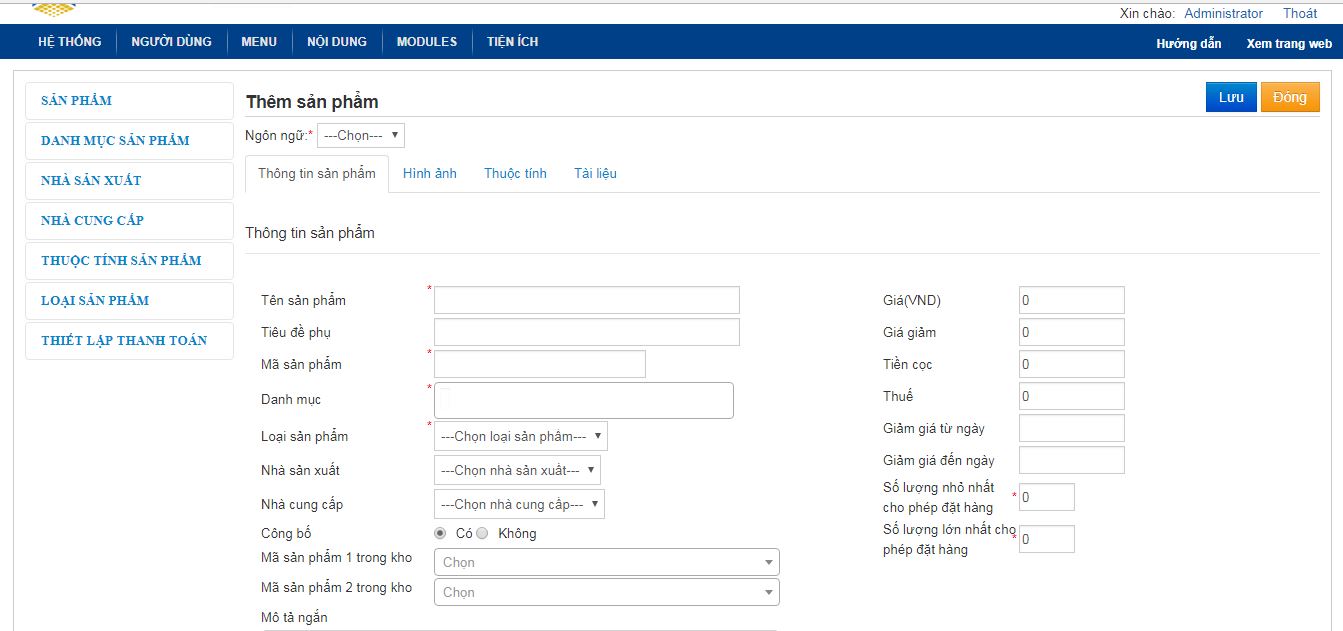 Xin chào: Administrator Thoát
HỆ THỐNG NGƯỜI DÙNG MENU NỘI DUNG MODULES TIỆN ÍCH Hướng dẫn Xem trang web
SẢN PHẨM
DANH MỤC SẢN PHẨM
NHÀ SẢN XUẤT
NHÀ CUNG CẤP
THUỘC TÍNH SẢN PHẨM
LOẠI SẢN PHẨM
THIẾT LẬP THANH TOÁN
Thêm sản phẩm Lưu Đóng
Ngôn ngữ:* ---Chọn---
Thông tin sản phẩm Hình ảnh Thuộc tính Tài liệu
Thông tin sản phẩm
Tên sản phẩm *
Tiêu đề phụ
Mã sản phẩm *
Danh mục *
Loại sản phẩm * ---Chọn loại sản phẩm---
Nhà sản xuất ---Chọn nhà sản xuất---
Nhà cung cấp ---Chọn nhà cung cấp---
Công bố Có Không
Mã sản phẩm 1 trong kho Chọn
Mã sản phẩm 2 trong kho Chọn
Mô tả ngắn
Giá(VND) 0
Giá giảm 0
Tiền cọc 0
Thuế 0
Giảm giá từ ngày
Giảm giá đến ngày
Số lượng nhỏ nhất
cho phép đặt hàng * 0
Số lượng lớn nhất cho
phép đặt hàng * 0